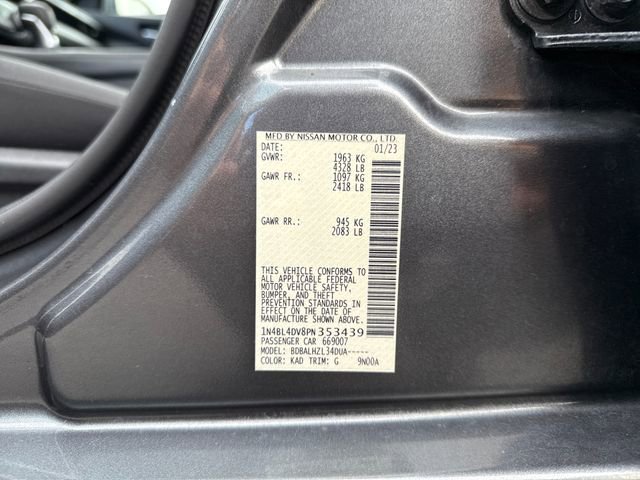 MFD BY NISSAN MOTOR CO., LTD.
DATE: 01/23
GVWR: 1963 KG
4328 LB
GAWR FR.: 1097 KG
2418 LB
GAWR RR.: 945 KG
2083 LB
THIS VEHICLE CONFORMS TO
ALL APPLICABLE FEDERAL
MOTOR VEHICLE SAFETY,
BUMPER, AND THEFT
PREVENTION STANDARDS IN
EFFECT ON THE DATE OF
MANUFACTURE SHOWN ABOVE.
1N4BL4DV8PN353439
PASSENGER CAR 669007
MODEL: BDBALHZL34DUA-----
COLOR: KAD TRIM: G 9N00A